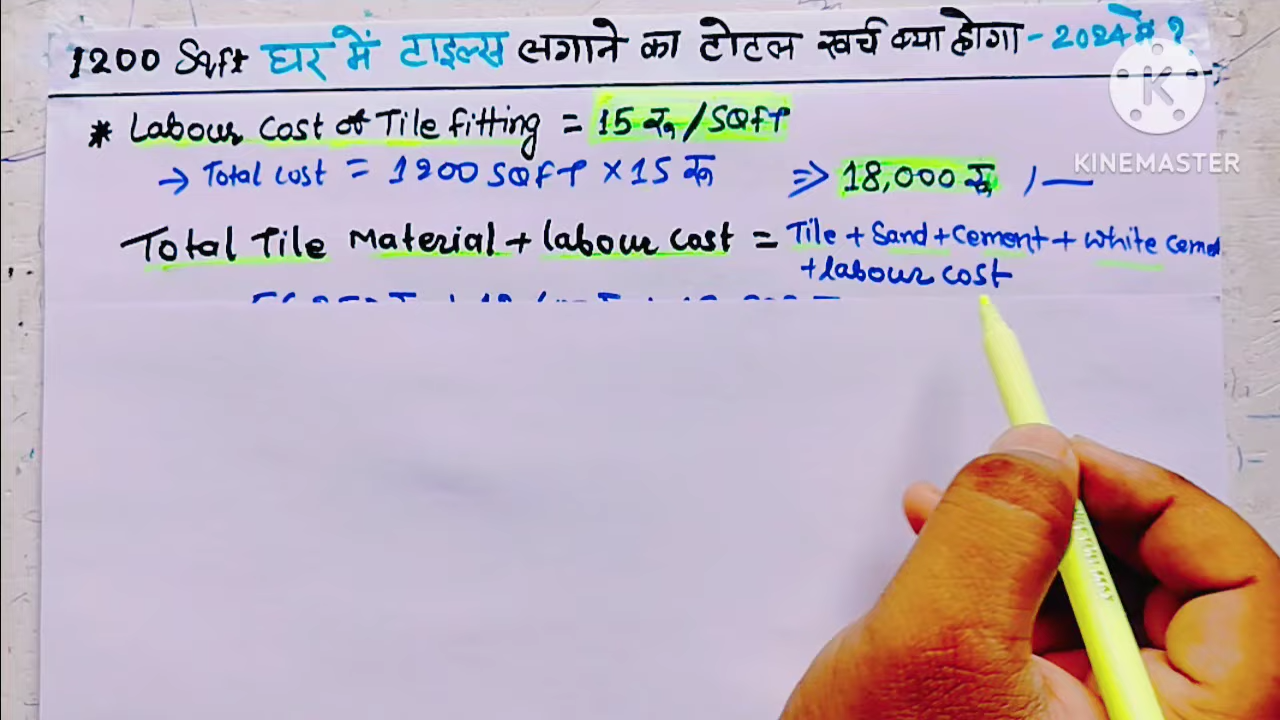 1200 Sqft घर में टाइल्स लगाने का टोटल खर्च क्या होगा - 2024 में ?
* Labour Cost of Tile fitting = 15 रू/SQFT
→ Total cost = 1200 SQFT × 15 रू ⇒ 18,000 रू /—
K
KINEMASTER
Total Tile Material + labour cost = Tile + Sand + Cement + White cement
+ labour cost